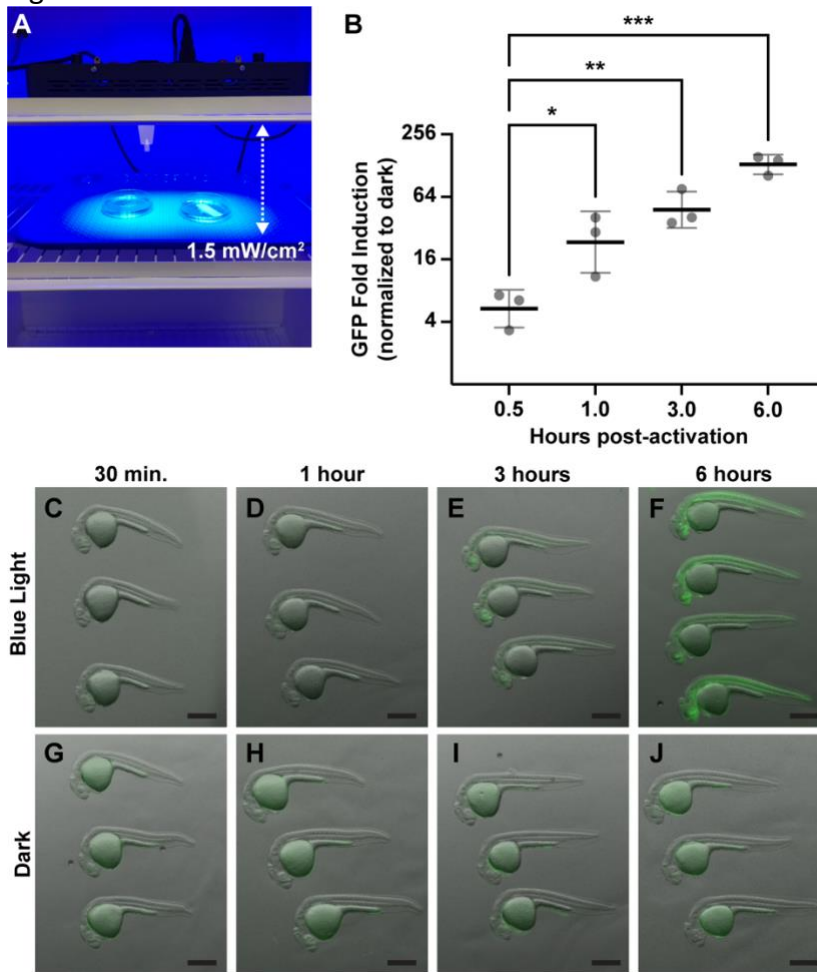 A
1.5 mW/cm²
B
***
**
*
GFP Fold Induction
(normalized to dark)
256
64
16
4
0.5 1.0 3.0 6.0
Hours post-activation
30 min. 1 hour 3 hours 6 hours
Blue Light
C D E F
Dark
G H I J